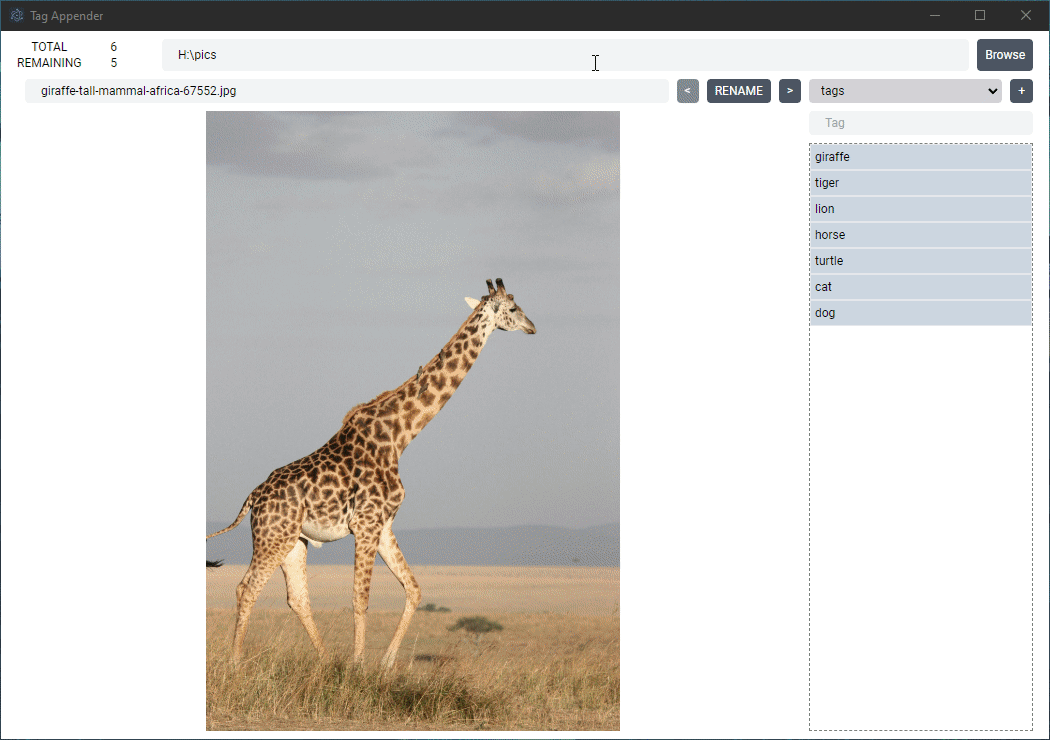 Tag Appender
TOTAL 6
REMAINING 5
H:\pics
Browse
giraffe-tall-mammal-africa-67552.jpg
<
RENAME
>
tags
+
Tag
giraffe
tiger
lion
horse
turtle
cat
dog